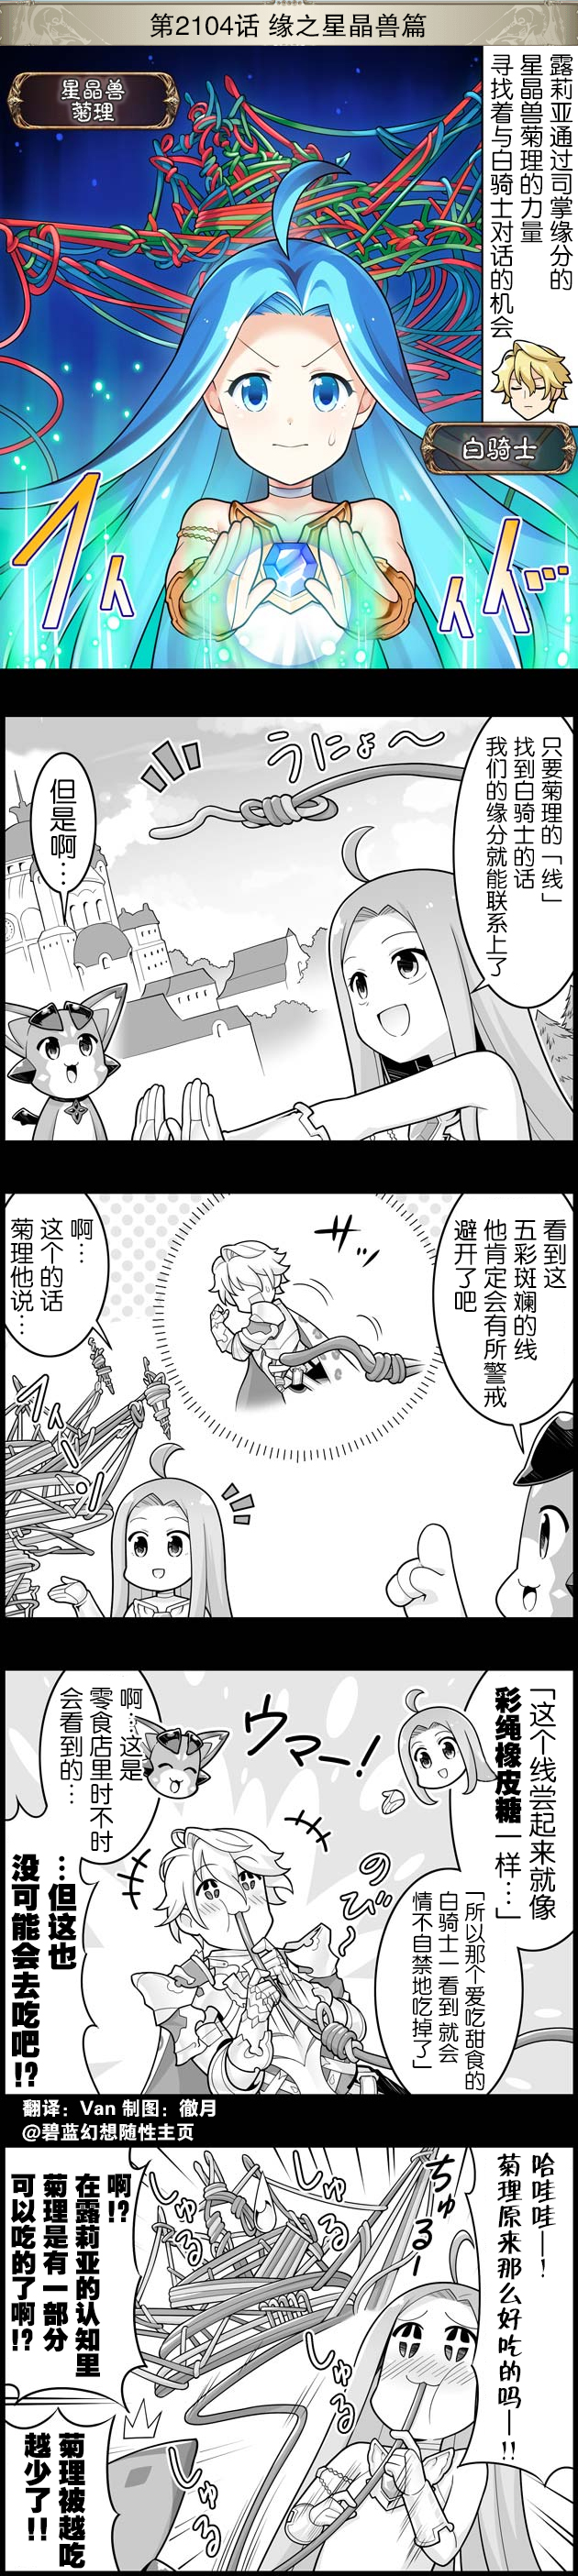 第2104话 缘之星晶兽篇
露莉亚通过司掌缘分的
星晶兽菊理的力量
寻找着与白骑士对话的机会
星晶兽
菊理
白骑士
只要菊理的「线」
找到白骑士的话
我们的缘分就能联系上了
うにょ〜
但是啊…
看到这
五彩斑斓的线
他肯定会有所警戒
避开了吧
サッ
啊…
这个的话
菊理他说…
「这个线尝起来就像
彩绳橡皮糖一样…」
「所以那个爱吃甜食的
白骑士一看到就会
情不自禁地吃掉了」
ウマー!
のび〜
啊…这是
零食店里时不时
会看到的…
…但这也
没可能会去吃吧!?
翻译：Van 制图：徹月
@碧蓝幻想随性主页
哈哇哇—!
菊理原来那么好吃的吗—!!
ちゅるー
しゅる
しゅる
しゅる
しゅる
啊!?
在露莉亚的认知里
菊理是有一部分
可以吃的了啊!?
菊理被越吃
越少了!!